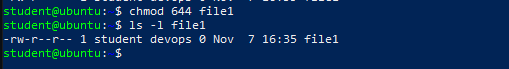 student@ubuntu: $ chmod 644 file1
student@ubuntu: $ ls -l file1
-rw-r--r-- 1 student devops 0 Nov  7 16:35 file1
student@ubuntu: $